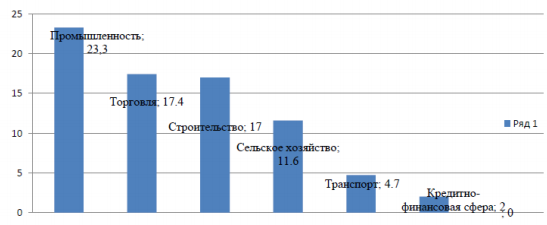 25
20
15
10
5
0
Промышленность;
23,3
Торговля; 17.4
Строительство; 17
Сельское хозяйство;
11.6
Транспорт; 4.7
Кредитно-
финансовая сфера; 2
; 0
Ряд 1